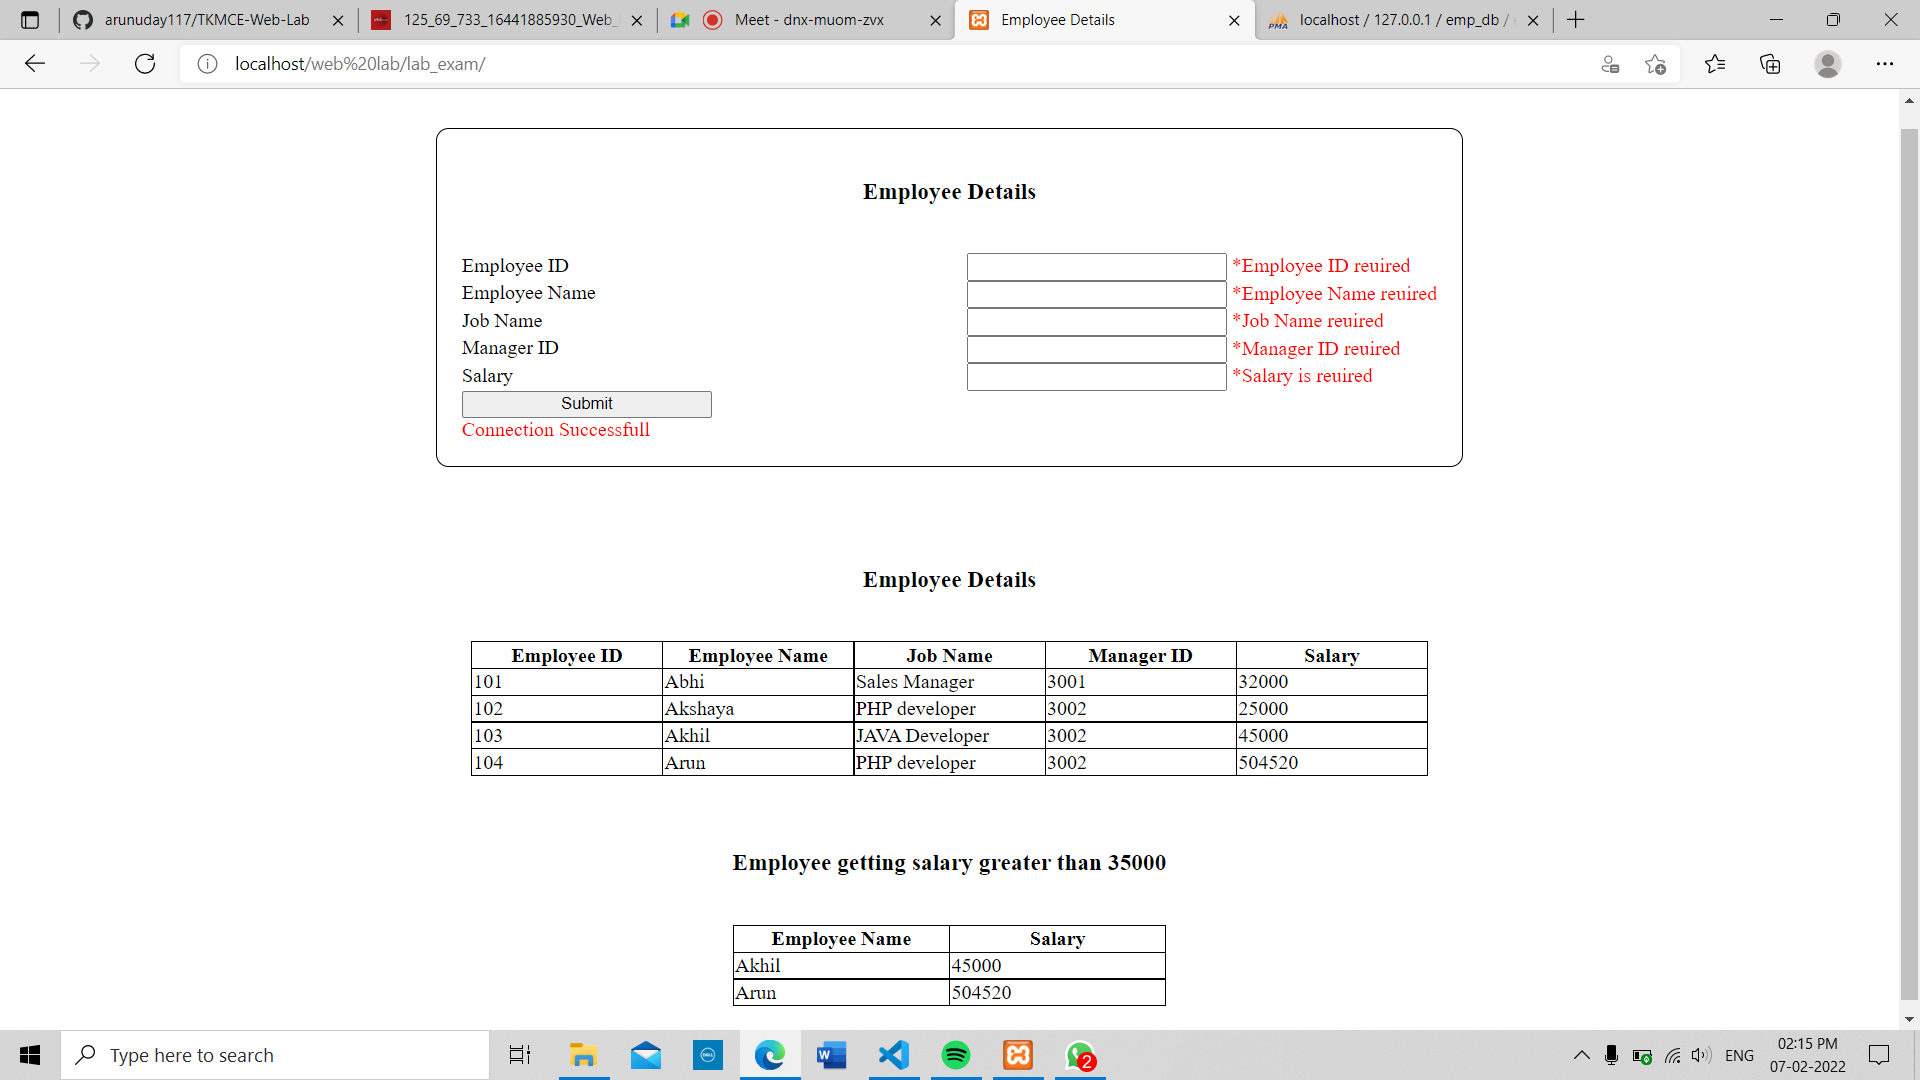 arunuday117/TKMCE-Web-Lab
125_69_733_16441885930_Web_
Meet - dnx-muom-zvx
Employee Details
localhost / 127.0.0.1 / emp_db /
localhost/web%20lab/lab_exam/
Employee Details
Employee ID *Employee ID reuired
Employee Name *Employee Name reuired
Job Name *Job Name reuired
Manager ID *Manager ID reuired
Salary *Salary is reuired
Submit
Connection Successfull
Employee Details
Employee ID Employee Name Job Name Manager ID Salary
101 Abhi Sales Manager 3001 32000
102 Akshaya PHP developer 3002 25000
103 Akhil JAVA Developer 3002 45000
104 Arun PHP developer 3002 504520
Employee getting salary greater than 35000
Employee Name Salary
Akhil 45000
Arun 504520
Type here to search
2
ENG
02:15 PM
07-02-2022